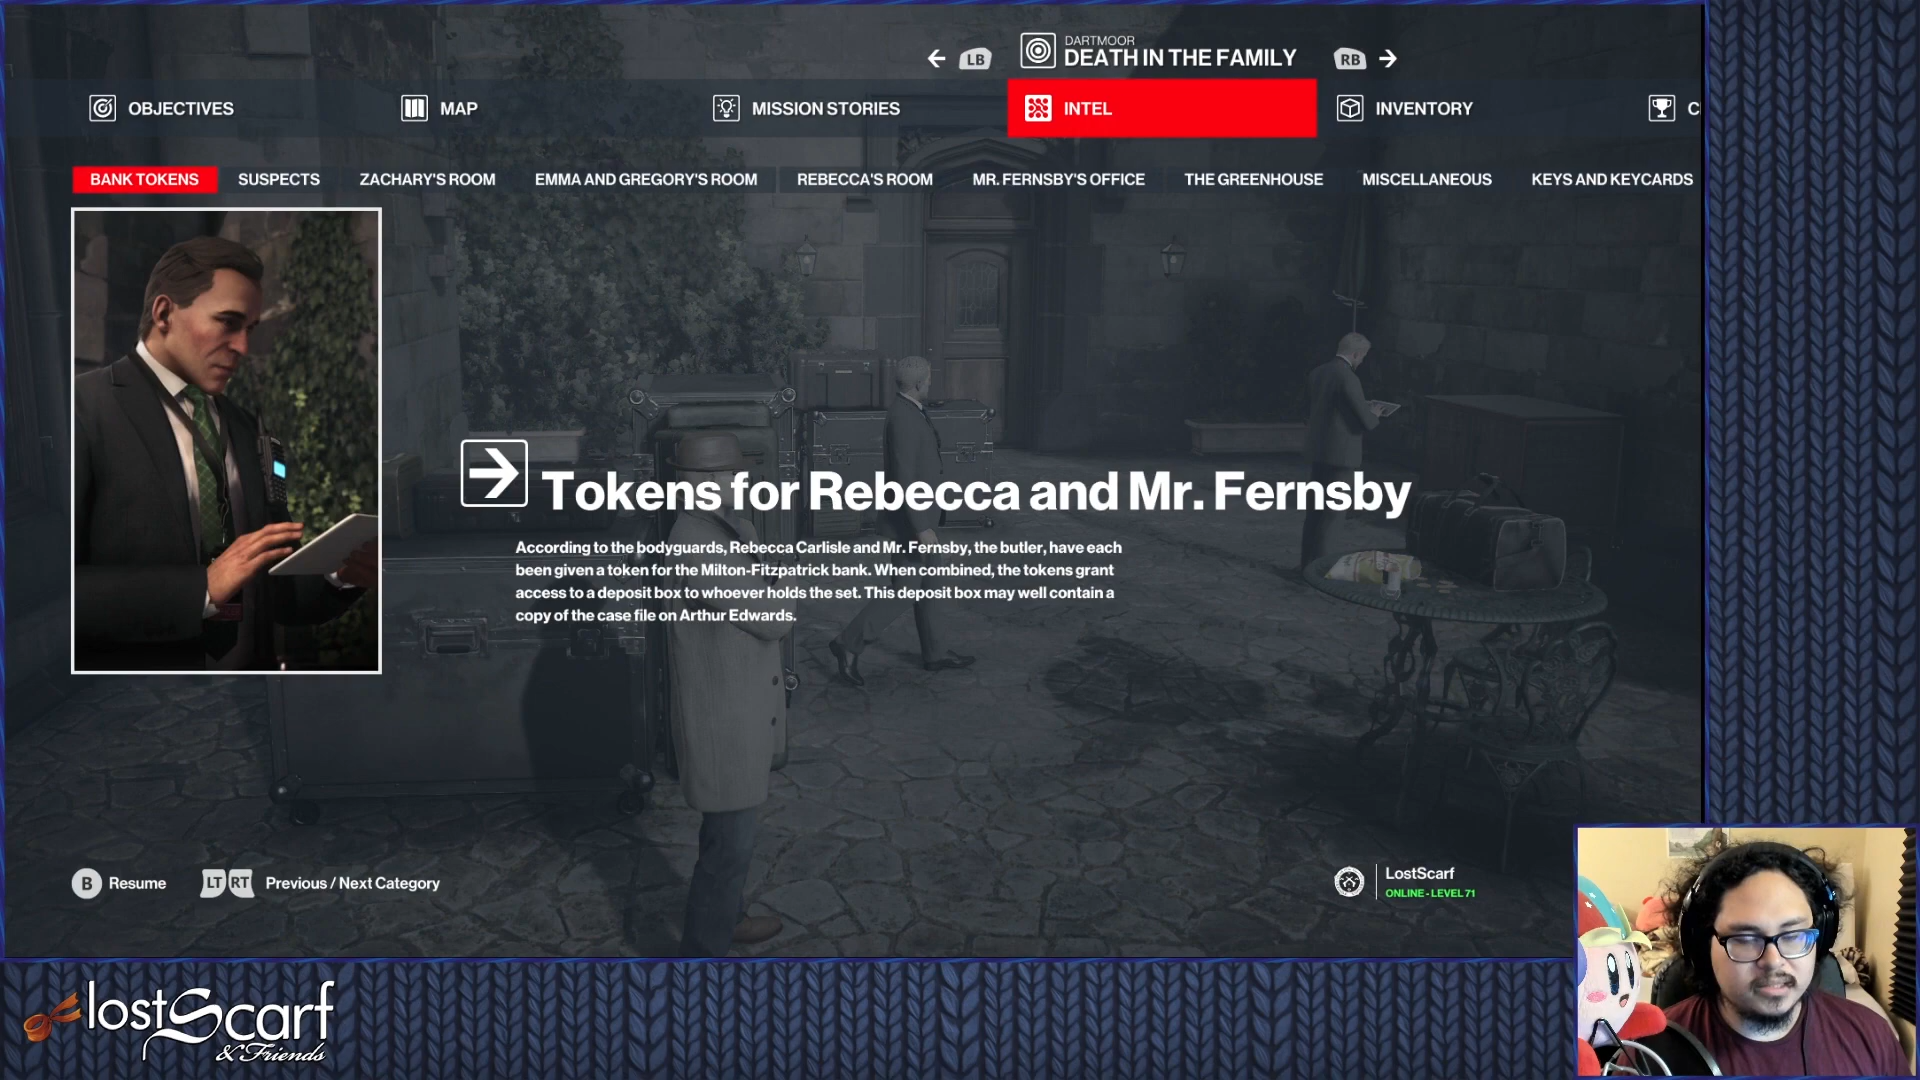 DARTMOOR
LB DEATH IN THE FAMILY RB
OBJECTIVES MAP MISSION STORIES INTEL INVENTORY C
BANK TOKENS SUSPECTS ZACHARY'S ROOM EMMA AND GREGORY'S ROOM REBECCA'S ROOM MR. FERNSBY'S OFFICE THE GREENHOUSE MISCELLANEOUS KEYS AND KEYCARDS
Tokens for Rebecca and Mr. Fernsby
According to the bodyguards, Rebecca Carlisle and Mr. Fernsby, the butler, have each
been given a token for the Milton-Fitzpatrick bank. When combined, the tokens grant
access to a deposit box to whoever holds the set. This deposit box may well contain a
copy of the case file on Arthur Edwards.
B Resume LT RT Previous / Next Category
LostScarf
ONLINE - LEVEL 71
lostScarf
& Friends